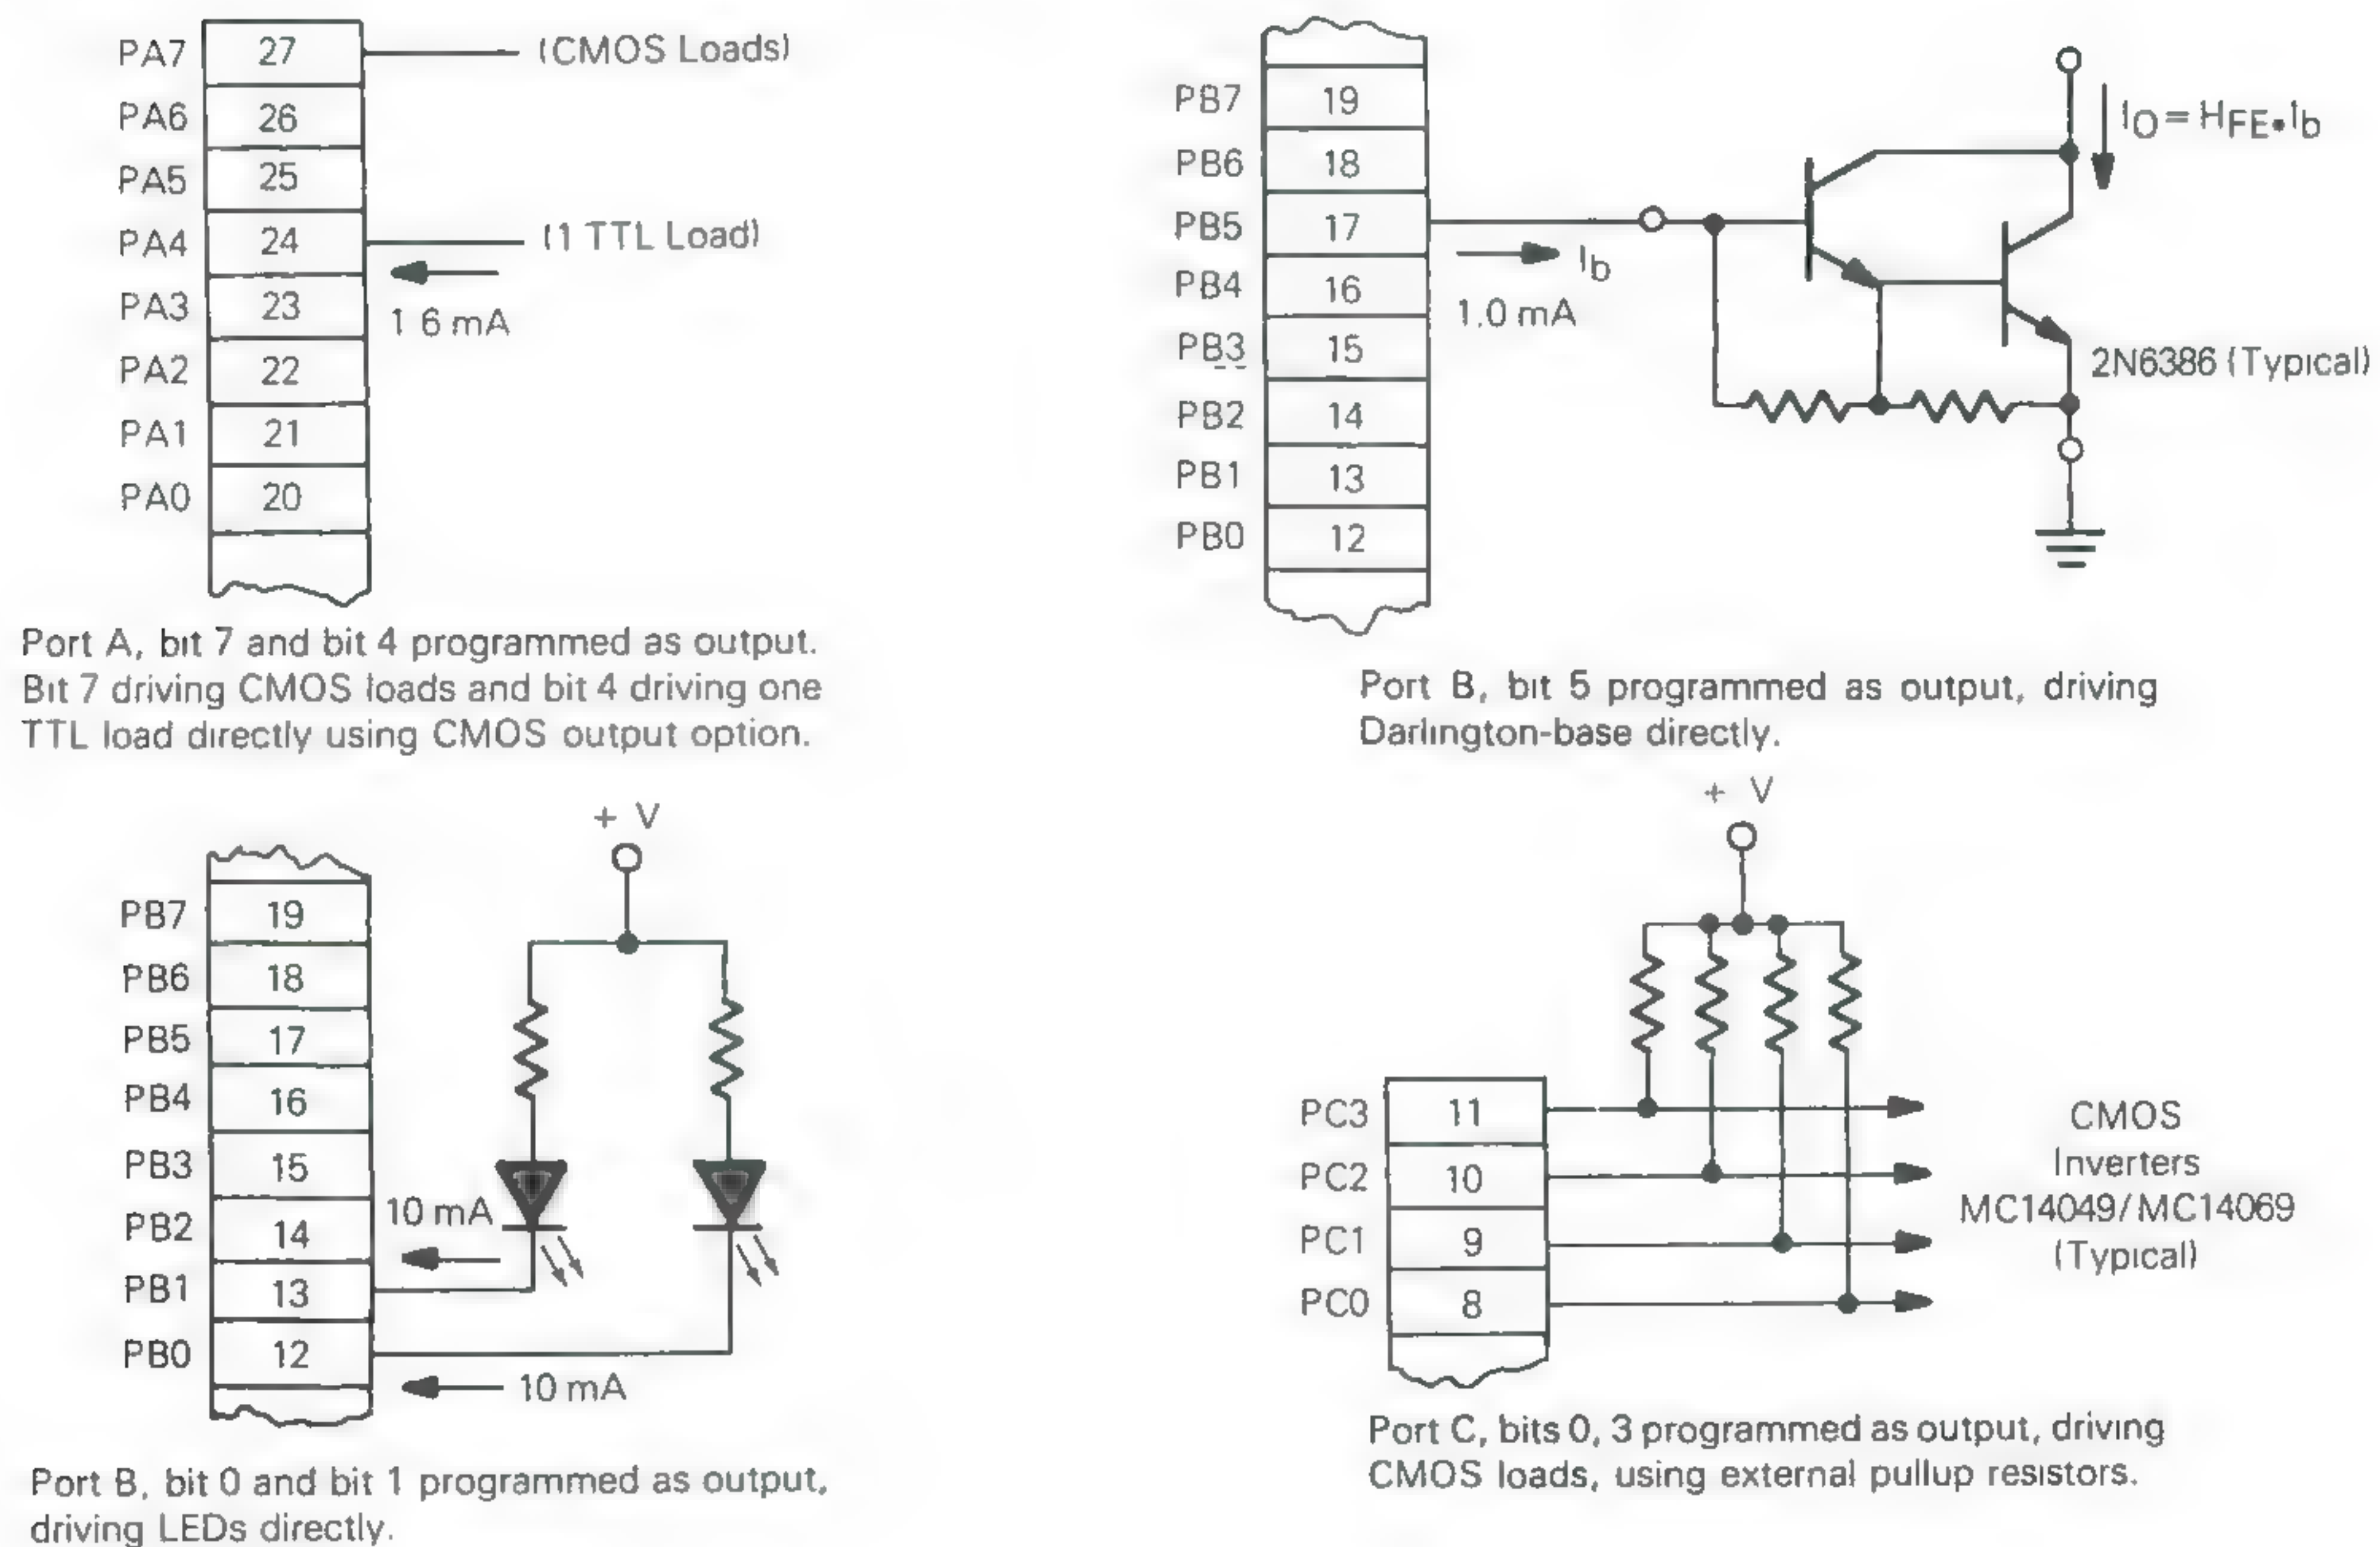 PA7 27 (CMOS Loads)
PA6 26
PA5 25
PA4 24 (1 TTL Load)
PA3 23 1 6 mA
PA2 22
PA1 21
PA0 20
Port A, bit 7 and bit 4 programmed as output.
Bit 7 driving CMOS loads and bit 4 driving one
TTL load directly using CMOS output option.
PB7 19
PB6 18
PB5 17
PB4 16
PB3 15
PB2 14
PB1 13
PB0 12
Ib
1.0 mA
IO = HFE•Ib
2N6386 (Typical)
Port B, bit 5 programmed as output, driving
Darlington-base directly.
+ V
PB7 19
PB6 18
PB5 17
PB4 16
PB3 15
PB2 14 10 mA
PB1 13
PB0 12
10 mA
Port B, bit 0 and bit 1 programmed as output,
driving LEDs directly.
+ V
PC3 11
PC2 10
PC1 9
PC0 8
CMOS
Inverters
MC14049/MC14069
(Typical)
Port C, bits 0, 3 programmed as output, driving
CMOS loads, using external pullup resistors.